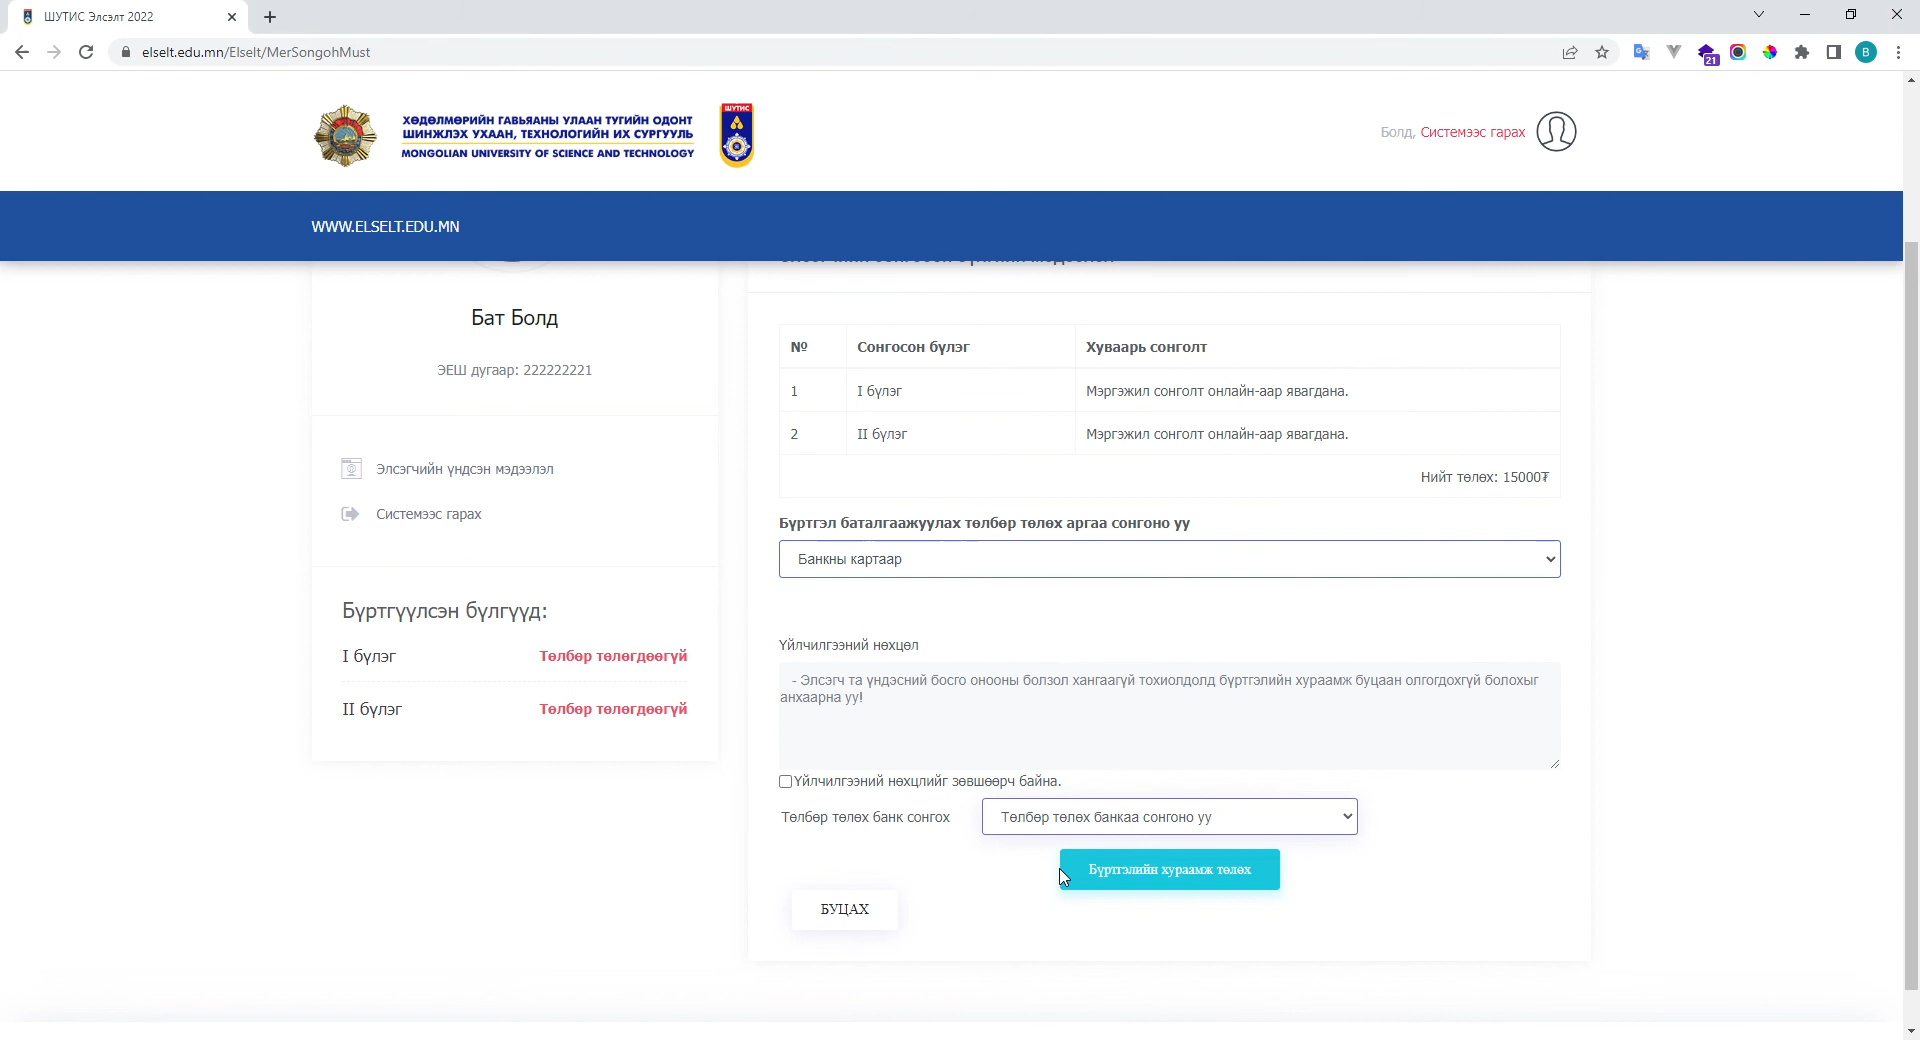 ШУТИС Элсэлт 2022
elselt.edu.mn/Elselt/MerSongohMust
21
B
ХӨДӨЛМӨРИЙН ГАВЬЯАНЫ УЛААН ТУГИЙН ОДОНТ
ШИНЖЛЭХ УХААН, ТЕХНОЛОГИЙН ИХ СУРГУУЛЬ
MONGOLIAN UNIVERSITY OF SCIENCE AND TECHNOLOGY
ШУТИС
Болд, Системээс гарах
WWW.ELSELT.EDU.MN
Бат Болд
ЭЕШ дугаар: 222222221
Элсэгчийн үндсэн мэдээлэл
Системээс гарах
Бүртгүүлсэн бүлгүүд:
I бүлэг Төлбөр төлөгдөөгүй
II бүлэг Төлбөр төлөгдөөгүй
№ Сонгосон бүлэг Хуваарь сонголт
1 I бүлэг Мэргэжил сонголт онлайн-аар явагдана.
2 II бүлэг Мэргэжил сонголт онлайн-аар явагдана.
Нийт төлөх: 15000₮
Бүртгэл баталгаажуулах төлбөр төлөх аргаа сонгоно уу
Банкны картаар
Үйлчилгээний нөхцөл
- Элсэгч та үндэсний босго онооны болзол хангаагүй тохиолдолд бүртгэлийн хураамж буцаан олгогдохгүй болохыг
анхаарна уу!
Үйлчилгээний нөхцлийг зөвшөөрч байна.
Төлбөр төлөх банк сонгох Төлбөр төлөх банкаа сонгоно уу
Бүртгэлийн хураамж төлөх
БУЦАХ